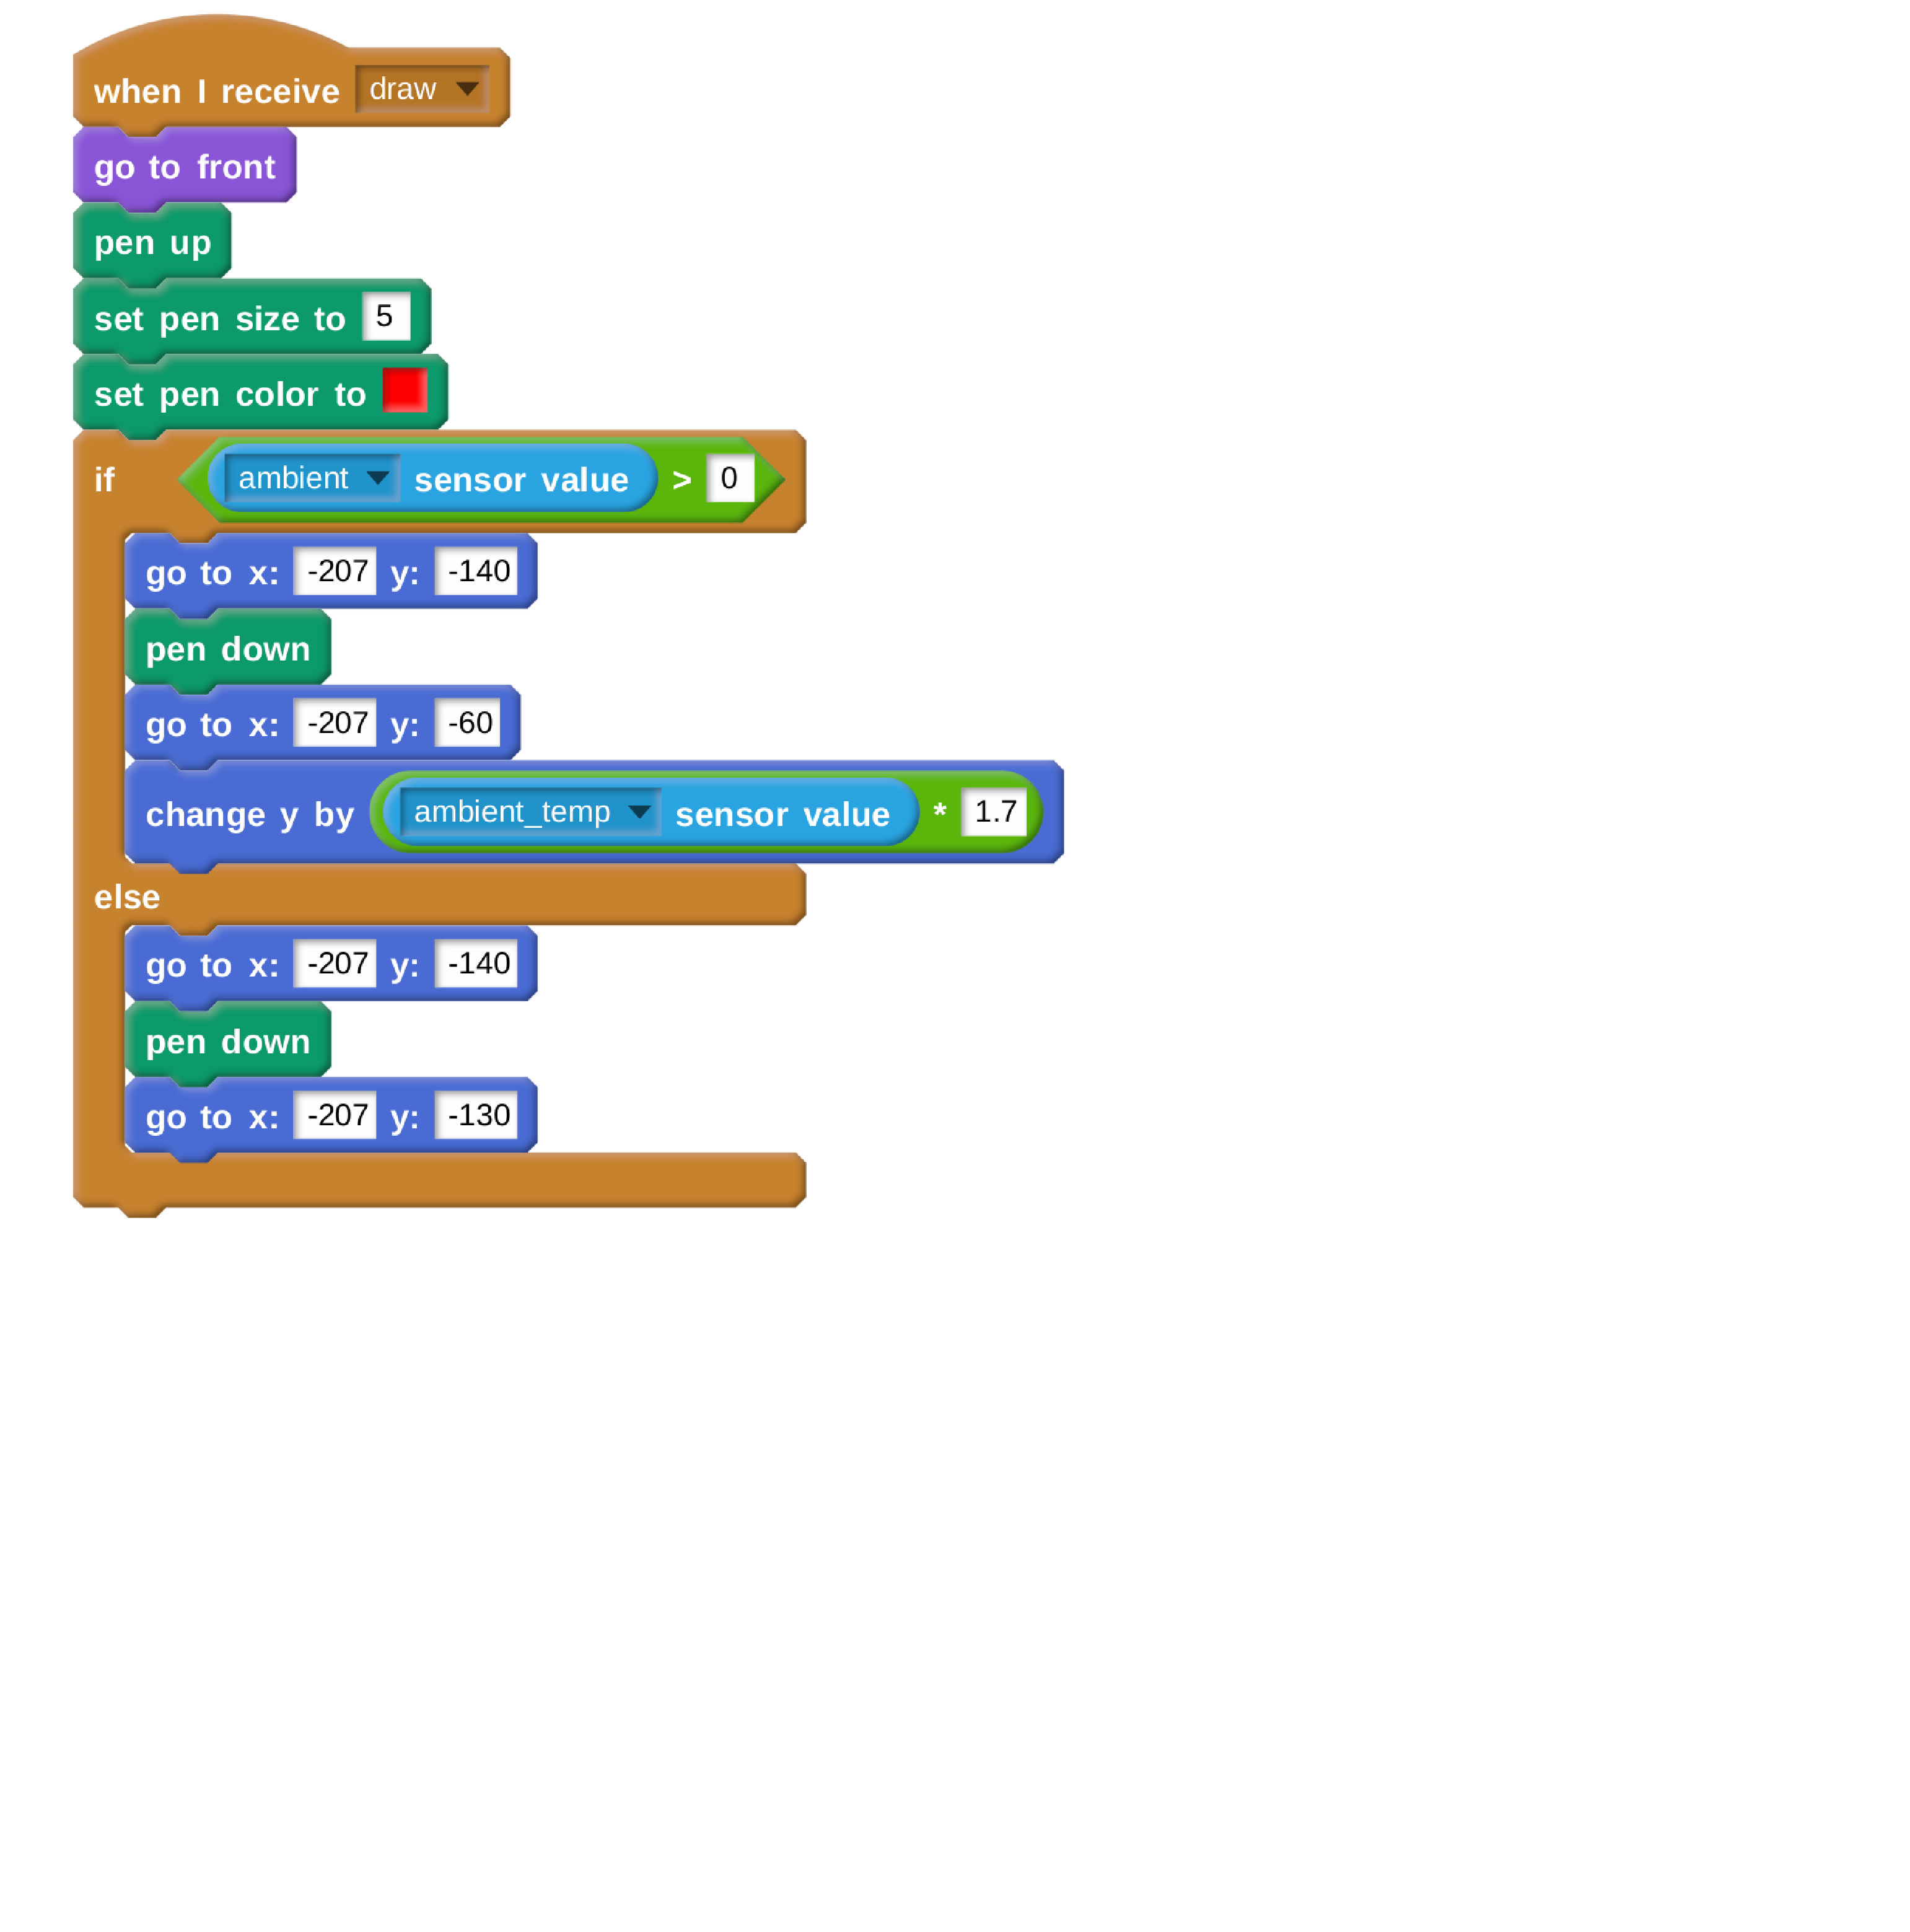 when I receive draw
go to front
pen up
set pen size to 5
set pen color to
if ambient sensor value > 0
go to x: -207 y: -140
pen down
go to x: -207 y: -60
change y by ambient_temp sensor value * 1.7
else
go to x: -207 y: -140
pen down
go to x: -207 y: -130